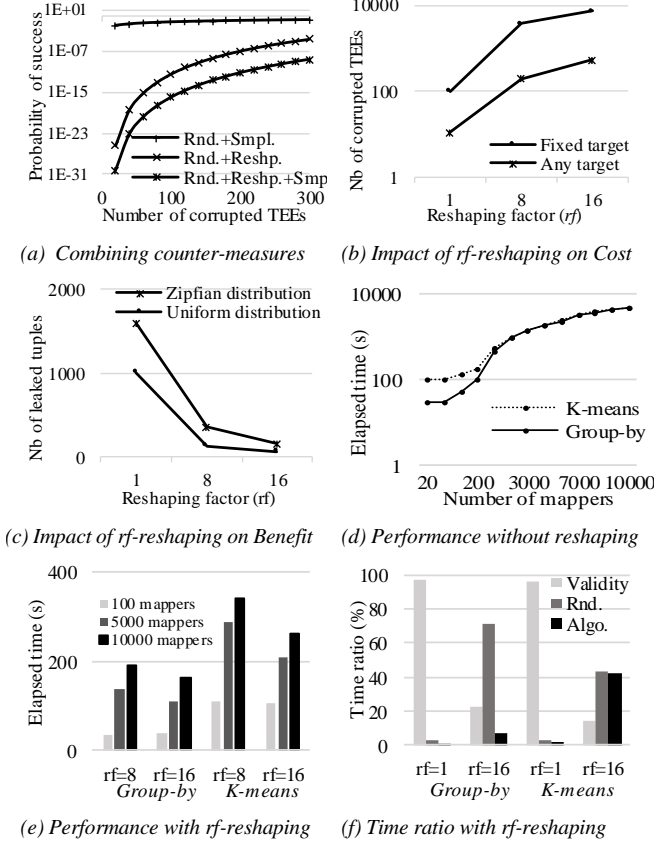 1E+01
1E-07
1E-15
1E-23
1E-31
Probability of success
Rnd.+Smpl.
Rnd.+Reshp.
Rnd.+Reshp.+Smp
0 100 200 300
Number of corrupted TEEs
(a) Combining counter-measures
10000
100
1
Nb of corrupted TEEs
Fixed target
Any target
1 8 16
Reshaping factor (rf)
(b) Impact of rf-reshaping on Cost
2000
1000
0
Nb of leaked tuples
Zipfian distribution
Uniform distribution
1 8 16
Reshaping factor (rf)
(c) Impact of rf-reshaping on Benefit
10000
100
1
Elapsed time (s)
K-means
Group-by
20 200 3000 7000 10000
Number of mappers
(d) Performance without reshaping
400
200
0
Elapsed time (s)
100 mappers
5000 mappers
10000 mappers
rf=8 rf=16 rf=8 rf=16
Group-by K-means
(e) Performance with rf-reshaping
100
80
60
40
20
0
Time ratio (%)
Validity
Rnd.
Algo.
rf=1 rf=16 rf=1 rf=16
Group-by K-means
(f) Time ratio with rf-reshaping